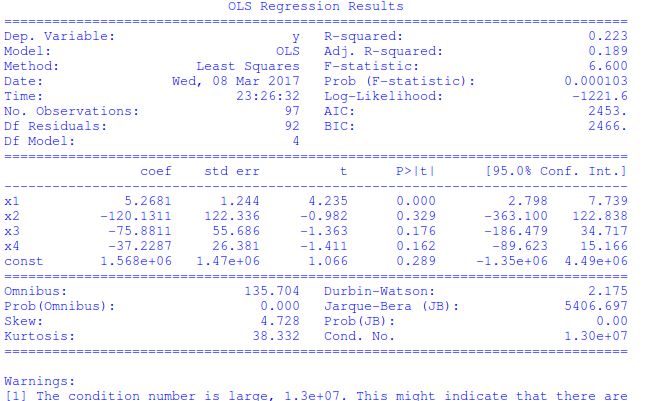 OLS Regression Results
==============================================================================
Dep. Variable:                      y   R-squared:                       0.223
Model:                            OLS   Adj. R-squared:                  0.189
Method:                 Least Squares   F-statistic:                     6.600
Date:                Wed, 08 Mar 2017   Prob (F-statistic):           0.000103
Time:                        23:26:32   Log-Likelihood:                -1221.6
No. Observations:                  97   AIC:                             2453.
Df Residuals:                      92   BIC:                             2466.
Df Model:                           4
==============================================================================
                 coef    std err          t      P>|t|      [95.0% Conf. Int.]
------------------------------------------------------------------------------
x1             5.2681      1.244      4.235      0.000         2.798     7.739
x2          -120.1311    122.336     -0.982      0.329      -363.100   122.838
x3           -75.8811     55.686     -1.363      0.176      -186.479    34.717
x4           -37.2287     26.381     -1.411      0.162       -89.623    15.166
const       1.568e+06   1.47e+06      1.066      0.289     -1.35e+06  4.49e+06
==============================================================================
Omnibus:                      135.704   Durbin-Watson:                   2.175
Prob(Omnibus):                  0.000   Jarque-Bera (JB):             5406.697
Skew:                           4.728   Prob(JB):                         0.00
Kurtosis:                      38.332   Cond. No.                     1.30e+07
==============================================================================
Warnings:
[1] The condition number is large, 1.3e+07. This might indicate that there are